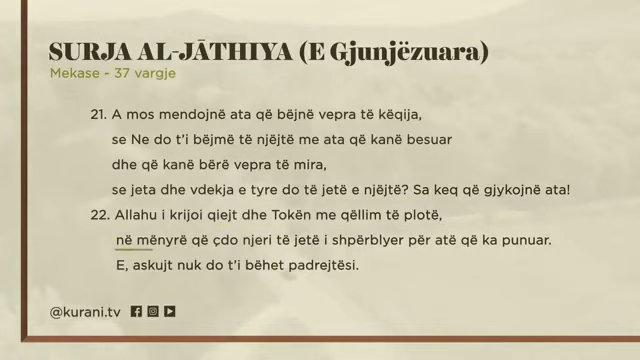 SURJA AL-JĀTHIYA (E Gjunjëzuara)
Mekase - 37 vargje
21. A mos mendojnë ata që bëjnë vepra të këqija,
se Ne do t'i bëjmë të njëjtë me ata që kanë besuar
dhe që kanë bërë vepra të mira,
se jeta dhe vdekja e tyre do të jetë e njëjtë? Sa keq që gjykojnë ata!
22. Allahu i krijoi qiejt dhe Tokën me qëllim të plotë,
në mënyrë që çdo njeri të jetë i shpërblyer për atë që ka punuar.
E, askujt nuk do t'i bëhet padrejtësi.
@kurani.tv